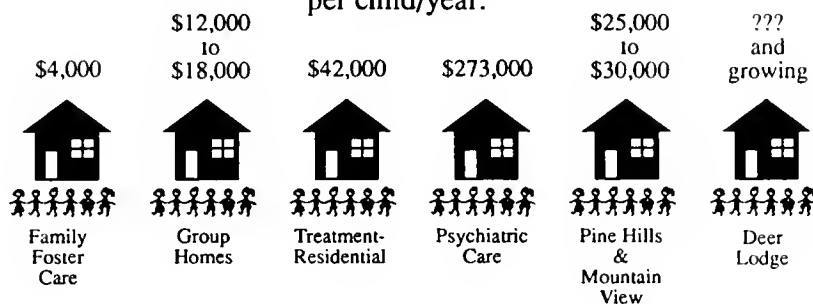 per child/year:
$4,000
$12,000
to
$18,000
$42,000
$273,000
$25,000
to
$30,000
???
and
growing
Family
Foster
Care
Group
Homes
Treatment-
Residential
Psychiatric
Care
Pine Hills
&
Mountain
View
Deer
Lodge